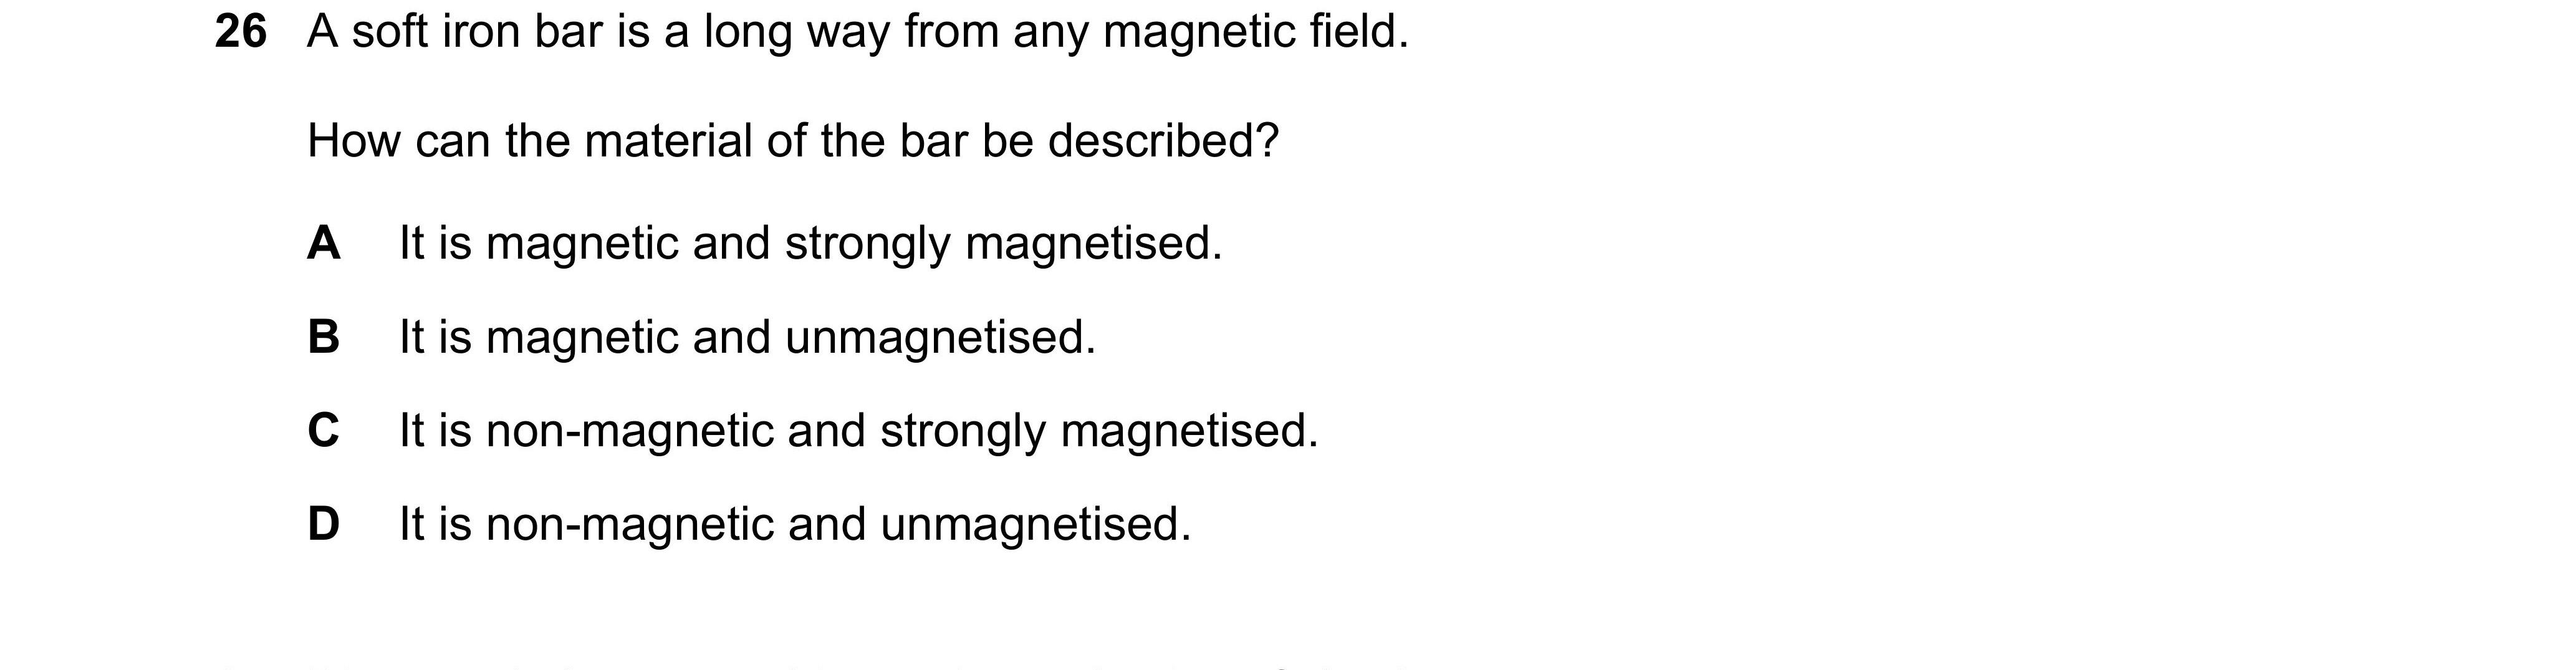 26 A soft iron bar is a long way from any magnetic field.
How can the material of the bar be described?
A It is magnetic and strongly magnetised.
B It is magnetic and unmagnetised.
C It is non-magnetic and strongly magnetised.
D It is non-magnetic and unmagnetised.